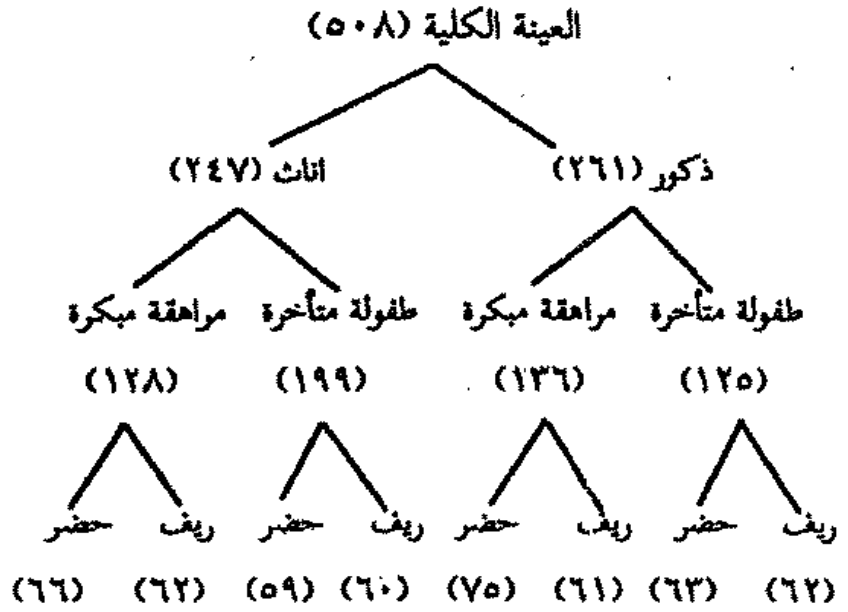 العينة الكلية (٥٠٨)
ذكور (٢٦١) اناث (٢٤٧)
طفولة متأخرة مراهقة مبكرة طفولة متأخرة مراهقة مبكرة
(١٢٥) (١٣٦) (١٩٩) (١٢٨)
ريف حضر ريف حضر ريف حضر ريف حضر
(٦٢) (٦٣) (٦١) (٧٥) (٦٠) (٥٩) (٦٢) (٦٦)